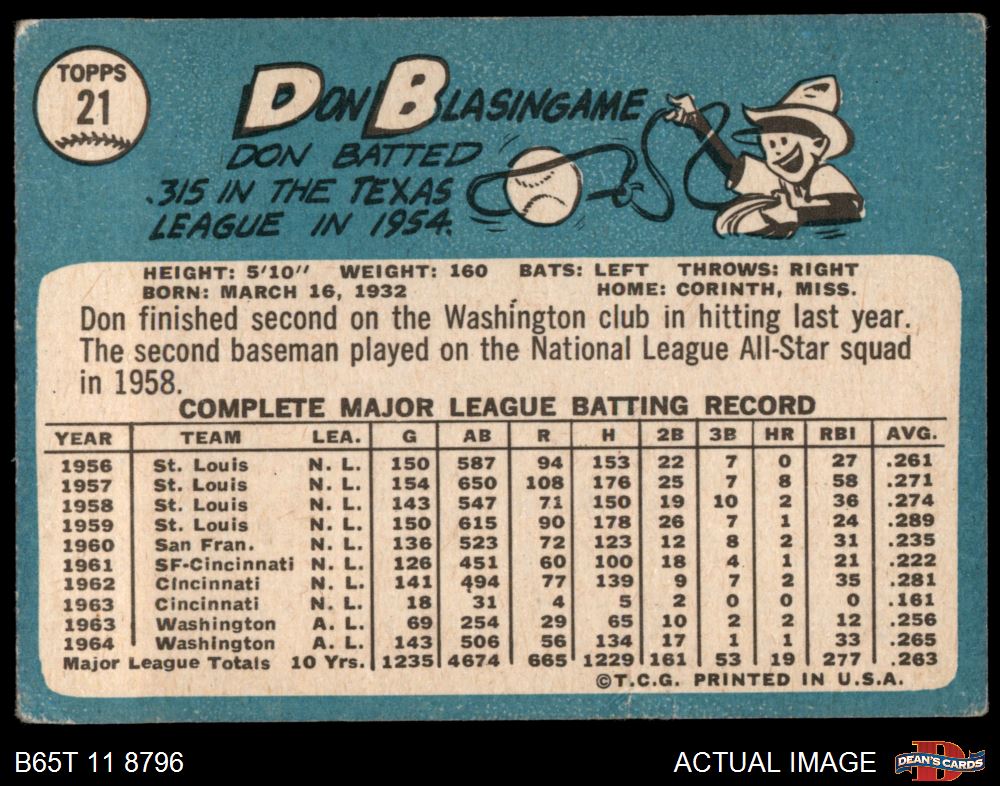 TOPPS
21
DON BLASINGAME
DON BATTED
.315 IN THE TEXAS
LEAGUE IN 1954.
HEIGHT: 5'10" WEIGHT: 160 BATS: LEFT THROWS: RIGHT
BORN: MARCH 16, 1932 HOME: CORINTH, MISS.
Don finished second on the Washington club in hitting last year.
The second baseman played on the National League All-Star squad
in 1958.
COMPLETE MAJOR LEAGUE BATTING RECORD
YEAR TEAM LEA. G AB R H 2B 3B HR RBI AVG.
1956 St. Louis N. L. 150 587 94 153 22 7 0 27 .261
1957 St. Louis N. L. 154 650 108 176 25 7 8 58 .271
1958 St. Louis N. L. 143 547 71 150 19 10 2 36 .274
1959 St. Louis N. L. 150 615 90 178 26 7 1 24 .289
1960 San Fran. N. L. 136 523 72 123 12 8 2 31 .235
1961 SF-Cincinnati N. L. 126 451 60 100 18 4 1 21 .222
1962 Cincinnati N. L. 141 494 77 139 9 7 2 35 .281
1963 Cincinnati N. L. 18 31 4 5 2 0 0 0 .161
1963 Washington A. L. 69 254 29 65 10 2 2 12 .256
1964 Washington A. L. 143 506 56 134 17 1 1 33 .265
Major League Totals 10 Yrs. 1235 4674 665 1229 161 53 19 277 .263
©T.C.G. PRINTED IN U.S.A.
B65T 11 8796 ACTUAL IMAGE D DEAN'S CARDS